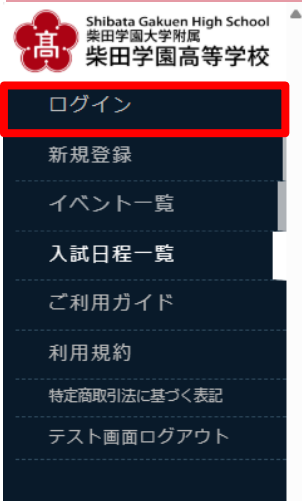 高
Shibata Gakuen High School
柴田学園大学附属
柴田学園高等学校
ログイン
新規登録
イベント一覧
入試日程一覧
ご利用ガイド
利用規約
特定商取引法に基づく表記
テスト画面ログアウト